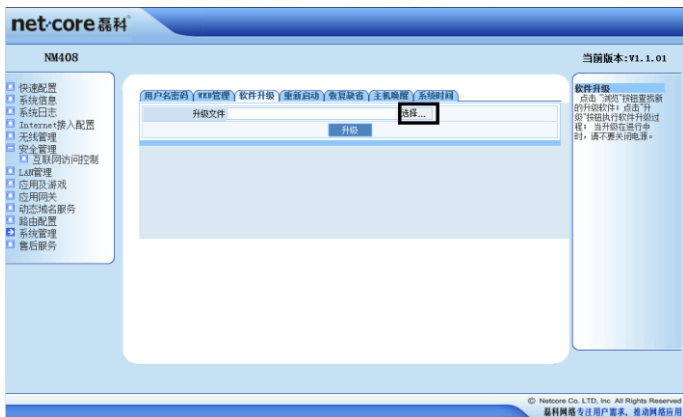 net·core磊科
NM408
当前版本:V1.1.01
快速配置
系统信息
系统日志
Internet接入配置
无线管理
安全管理
互联网访问控制
LAN管理
应用及游戏
应用网关
动态域名服务
路由配置
系统管理
售后服务
用户名密码 WEB管理 软件升级 重新启动 恢复缺省 主机唤醒 系统时间
升级文件 选择...
升级
软件升级
点击 "浏览"按钮查找新
的升级软件; 点击"升
级"按钮执行软件升级过
程; 当升级在进行中
时,请不要关闭电源。
© Netcore Co. LTD, Inc All Rights Reserved
磊科网络专注用户需求，推动网络应用